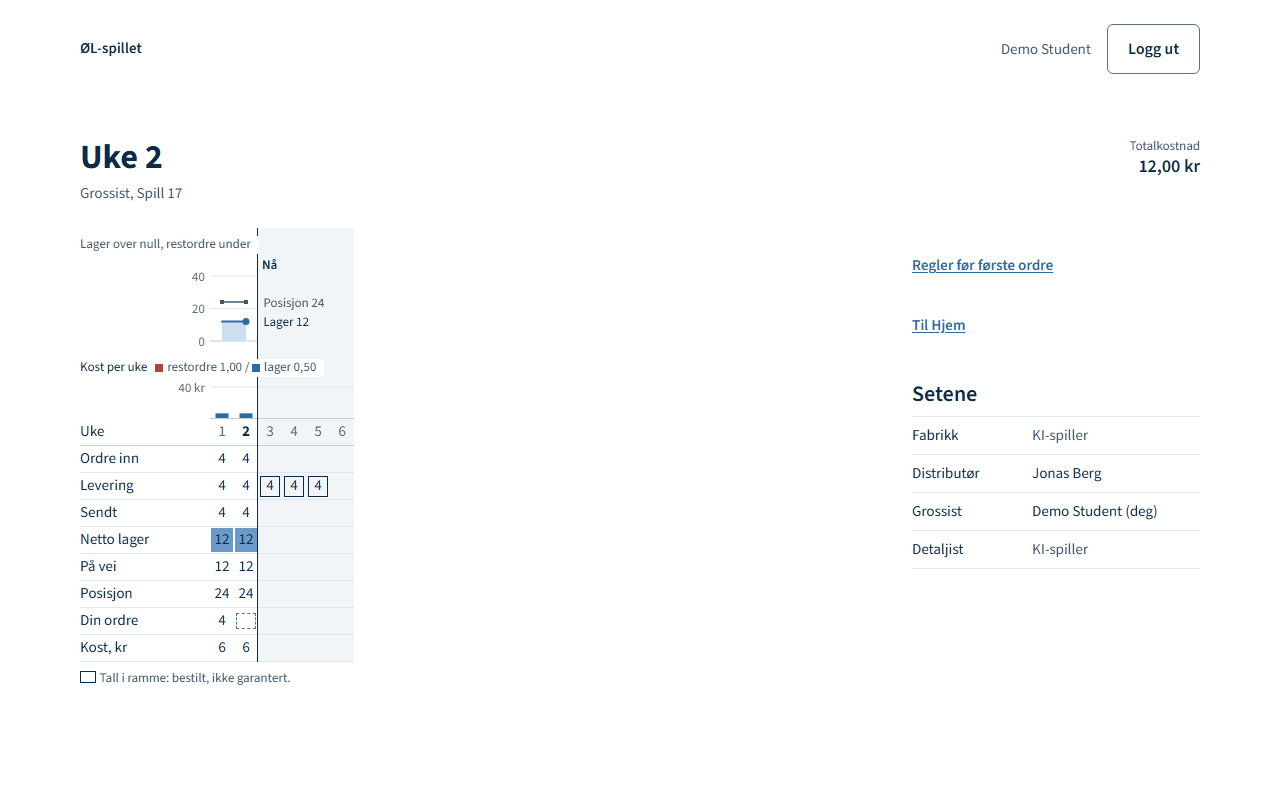 ØL-spillet
Demo Student
Logg ut
Uke 2
Grossist, Spill 17
Totalkostnad
12,00 kr
Lager over null, restordre under
Nå
40
20
0
Posisjon 24
Lager 12
Kost per uke restordre 1,00 / lager 0,50
40 kr
Uke 1 2 3 4 5 6
Ordre inn 4 4
Levering 4 4 4 4 4
Sendt 4 4
Netto lager 12 12
På vei 12 12
Posisjon 24 24
Din ordre 4
Kost, kr 6 6
Tall i ramme: bestilt, ikke garantert.
Regler før første ordre
Til Hjem
Setene
Fabrikk KI-spiller
Distributør Jonas Berg
Grossist Demo Student (deg)
Detaljist KI-spiller